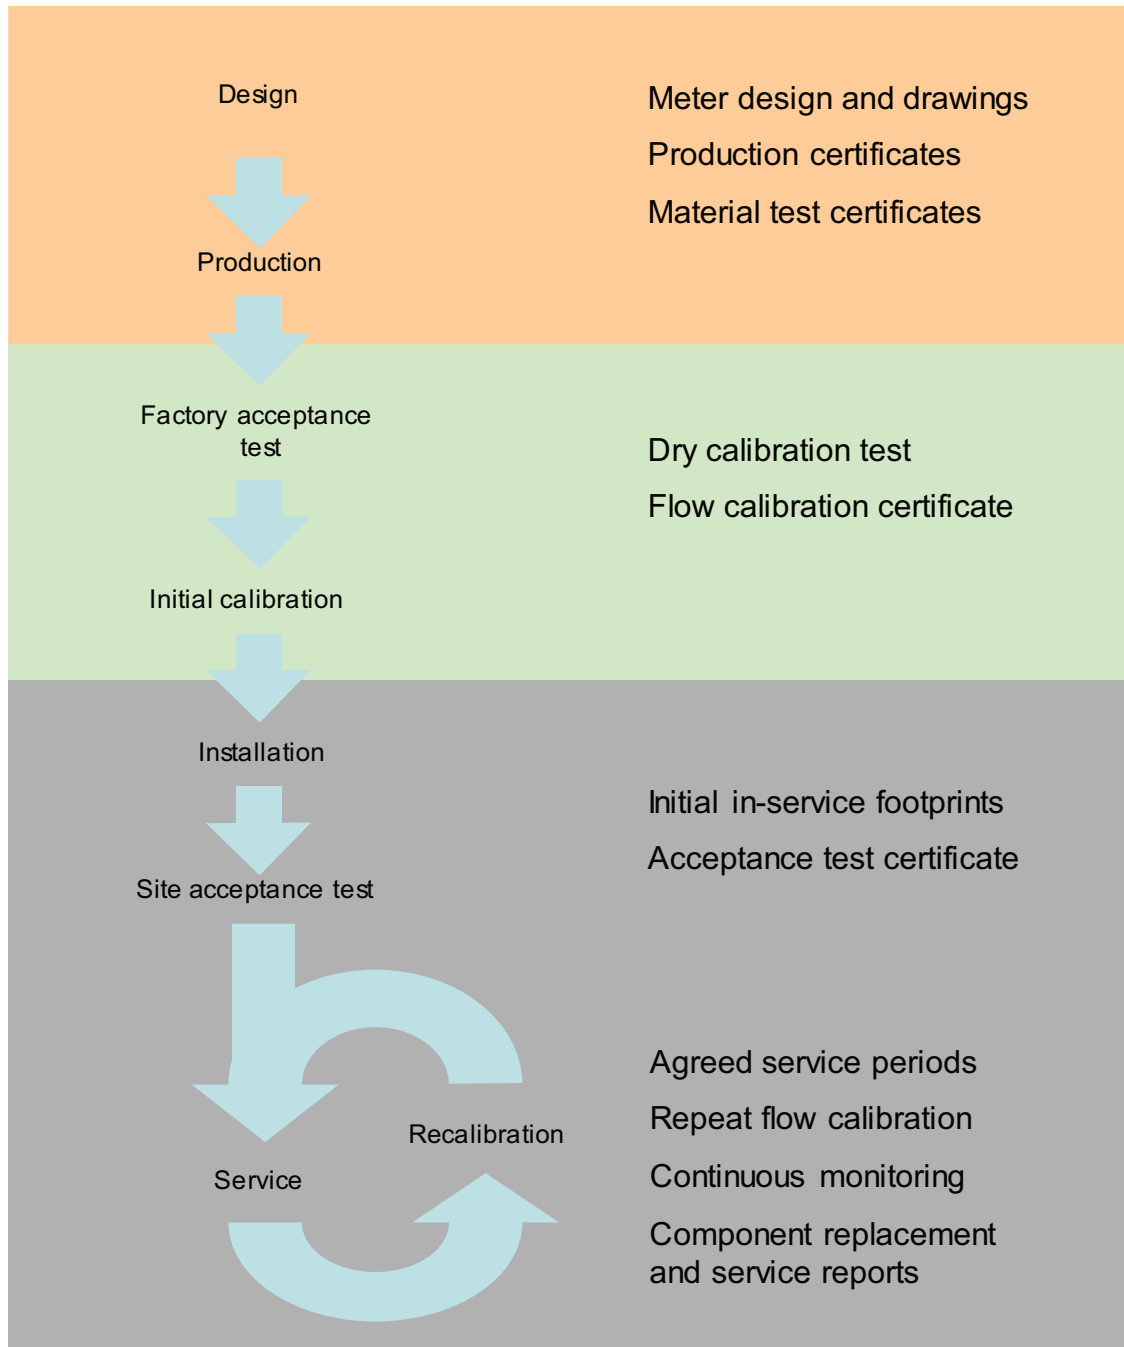 Design
Meter design and drawings
Production certificates
Material test certificates
Production
Factory acceptance
test
Dry calibration test
Flow calibration certificate
Initial calibration
Installation
Initial in-service footprints
Acceptance test certificate
Site acceptance test
Agreed service periods
Repeat flow calibration
Recalibration
Continuous monitoring
Service
Component replacement
and service reports